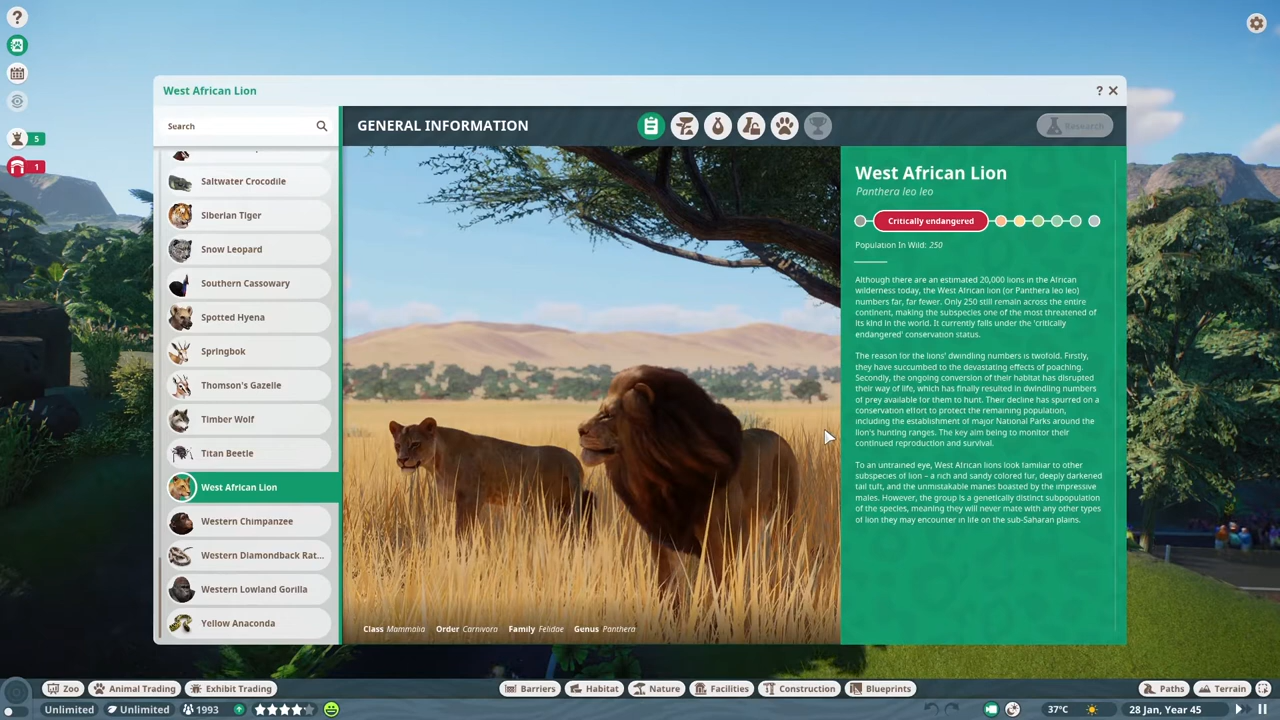 ?
5
1
West African Lion
?
Search
GENERAL INFORMATION
Research
Saltwater Crocodile
Siberian Tiger
Snow Leopard
Southern Cassowary
Spotted Hyena
Springbok
Thomson's Gazelle
Timber Wolf
Titan Beetle
West African Lion
Western Chimpanzee
Western Diamondback Rat...
Western Lowland Gorilla
Yellow Anaconda
Class Mammalia Order Carnivora Family Felidae Genus Panthera
West African Lion
Panthera leo leo
Critically endangered
Population In Wild: 250
Although there are an estimated 20,000 lions in the African
wilderness today, the West African lion (or Panthera leo leo)
numbers far, far fewer. Only 250 still remain across the entire
continent, making the subspecies one of the most threatened of
its kind in the world. It currently falls under the 'critically
endangered' conservation status.
The reason for the lions' dwindling numbers is twofold. Firstly,
they have succumbed to the devastating effects of poaching.
Secondly, the ongoing conversion of their habitat has disrupted
their way of life, which has finally resulted in dwindling numbers
of prey available for them to hunt. Their decline has spurred on a
conservation effort to protect the remaining population,
including the establishment of major National Parks around the
lion's hunting ranges. The key aim being to monitor their
continued reproduction and survival.
To an untrained eye, West African lions look familiar to other
subspecies of lion – a rich and sandy colored fur, deeply darkened
tail tuft, and the unmistakable manes boasted by the impressive
males. However, the group is a genetically distinct subpopulation
of the species, meaning they will never mate with any other types
of lion they may encounter in life on the sub-Saharan plains.
Zoo Animal Trading Exhibit Trading Barriers Habitat Nature Facilities Construction Blueprints Paths Terrain
Unlimited Unlimited 1993 37°C 28 Jan, Year 45